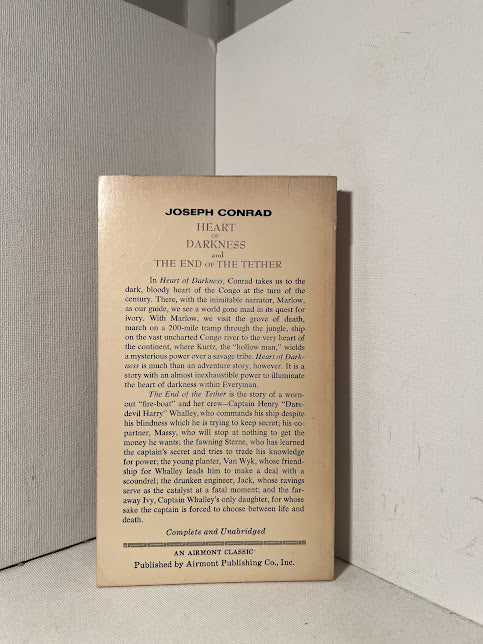 JOSEPH CONRAD
HEART
OF
DARKNESS
and
THE END OF THE TETHER
In Heart of Darkness, Conrad takes us to the
dark, bloody heart of the Congo at the turn of the
century. There, with the inimitable narrator, Marlow,
as our guide, we see a world gone mad in its quest for
ivory. With Marlow, we visit the grove of death,
march on a 200-mile tramp through the jungle, ship
on the vast uncharted Congo river to the very heart of
the continent, where Kurtz, the "hollow man," wields
a mysterious power over a savage tribe. Heart of Dark-
ness is much than an adventure story, however. It is a
story with an almost inexhaustible power to illuminate
the heart of darkness within Everyman.
The End of the Tether is the story of a worn-
out "fire-boat" and her crew—Captain Henry "Dare-
devil Harry" Whalley, who commands his ship despite
his blindness which he is trying to keep secret; his co-
partner, Massy, who will stop at nothing to get the
money he wants; the fawning Sterne, who has learned
the captain's secret and tries to trade his knowledge
for power; the young planter, Van Wyk, whose friend-
ship for Whalley leads him to make a deal with a
scoundrel; the drunken engineer, Jack, whose ravings
serve as the catalyst at a fatal moment; and the far-
away Ivy, Captain Whalley's only daughter, for whose
sake the captain is forced to choose between life and
death.
Complete and Unabridged
AN AIRMONT CLASSIC
Published by Airmont Publishing Co., Inc.